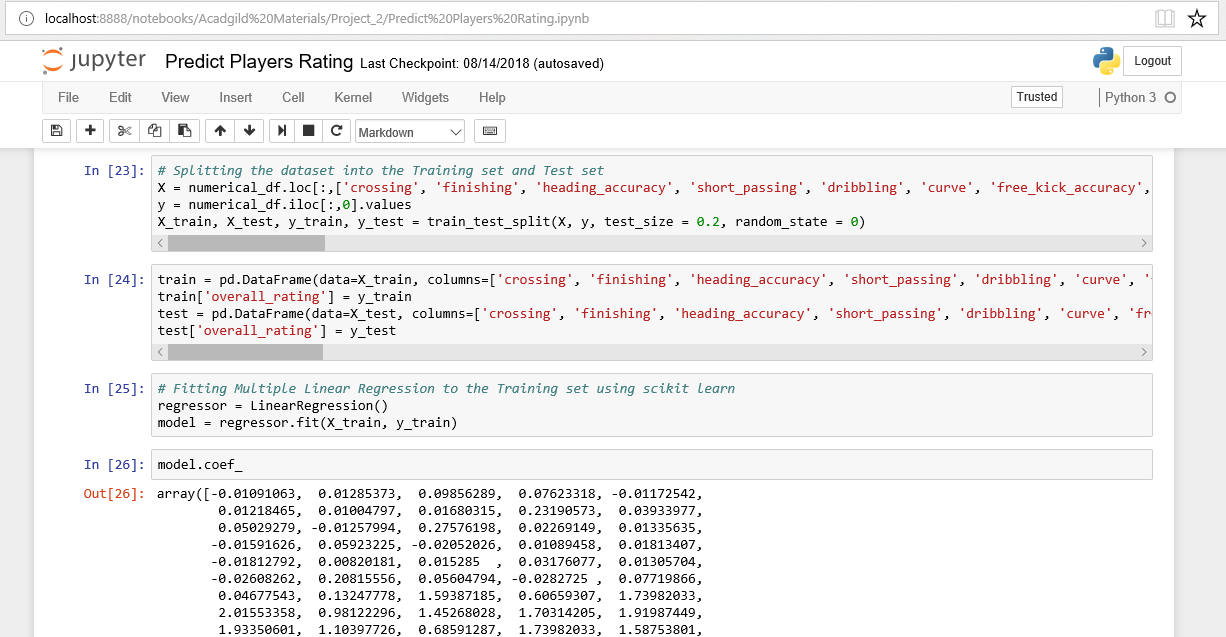 localhost:8888/notebooks/Acadgild%20Materials/Project_2/Predict%20Players%20Rating.ipynb
jupyter Predict Players Rating Last Checkpoint: 08/14/2018 (autosaved) Logout
File Edit View Insert Cell Kernel Widgets Help Trusted Python 3
Markdown
In [23]: # Splitting the dataset into the Training set and Test set
X = numerical_df.loc[:,['crossing', 'finishing', 'heading_accuracy', 'short_passing', 'dribbling', 'curve', 'free_kick_accuracy',
y = numerical_df.iloc[:,0].values
X_train, X_test, y_train, y_test = train_test_split(X, y, test_size = 0.2, random_state = 0)
In [24]: train = pd.DataFrame(data=X_train, columns=['crossing', 'finishing', 'heading_accuracy', 'short_passing', 'dribbling', 'curve', '
train['overall_rating'] = y_train
test = pd.DataFrame(data=X_test, columns=['crossing', 'finishing', 'heading_accuracy', 'short_passing', 'dribbling', 'curve', 'fr
test['overall_rating'] = y_test
In [25]: # Fitting Multiple Linear Regression to the Training set using scikit learn
regressor = LinearRegression()
model = regressor.fit(X_train, y_train)
In [26]: model.coef_
Out[26]: array([-0.01091063, 0.01285373, 0.09856289, 0.07623318, -0.01172542,
0.01218465, 0.01004797, 0.01680315, 0.23190573, 0.03933977,
0.05029279, -0.01257994, 0.27576198, 0.02269149, 0.01335635,
-0.01591626, 0.05923225, -0.02052026, 0.01089458, 0.01813407,
-0.01812792, 0.00820181, 0.015285 , 0.03176077, 0.01305704,
-0.02608262, 0.20815556, 0.05604794, -0.0282725 , 0.07719866,
0.04677543, 0.13247778, 1.59387185, 0.60659307, 1.73982033,
2.01553358, 0.98122296, 1.45268028, 1.70314205, 1.91987449,
1.93350601, 1.10397726, 0.68591287, 1.73982033, 1.58753801,